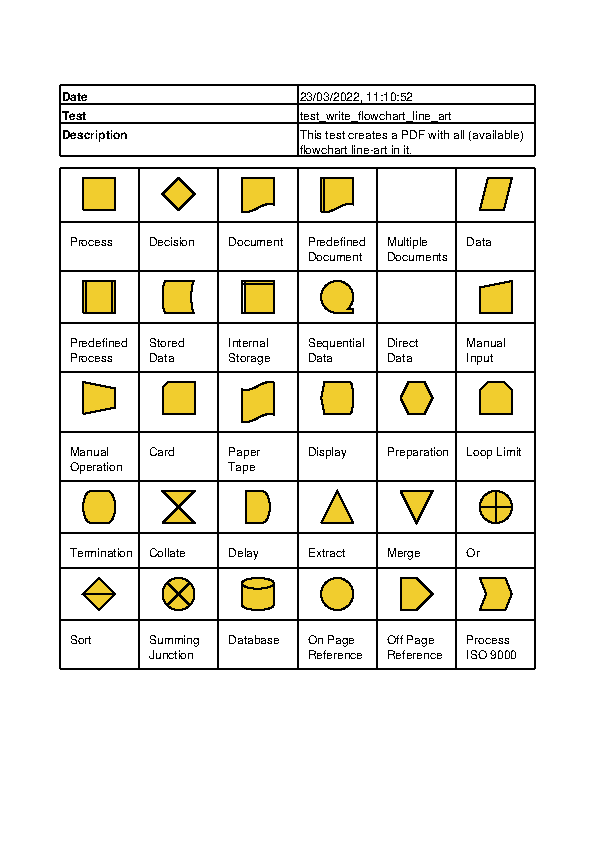 Date 23/03/2022, 11:10:52
Test test_write_flowchart_line_art
Description This test creates a PDF with all (available)
flowchart line-art in it.
Process Decision Document Predefined Multiple Data
Document Documents
Predefined Stored Internal Sequential Direct Manual
Process Data Storage Data Data Input
Manual Card Paper Display Preparation Loop Limit
Operation Tape
Termination Collate Delay Extract Merge Or
Sort Summing Database On Page Off Page Process
Junction Reference Reference ISO 9000